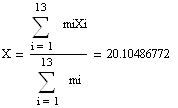 13
∑ miXi
i = 1
X = ──────── = 20.10486772
13
∑ mi
i = 1